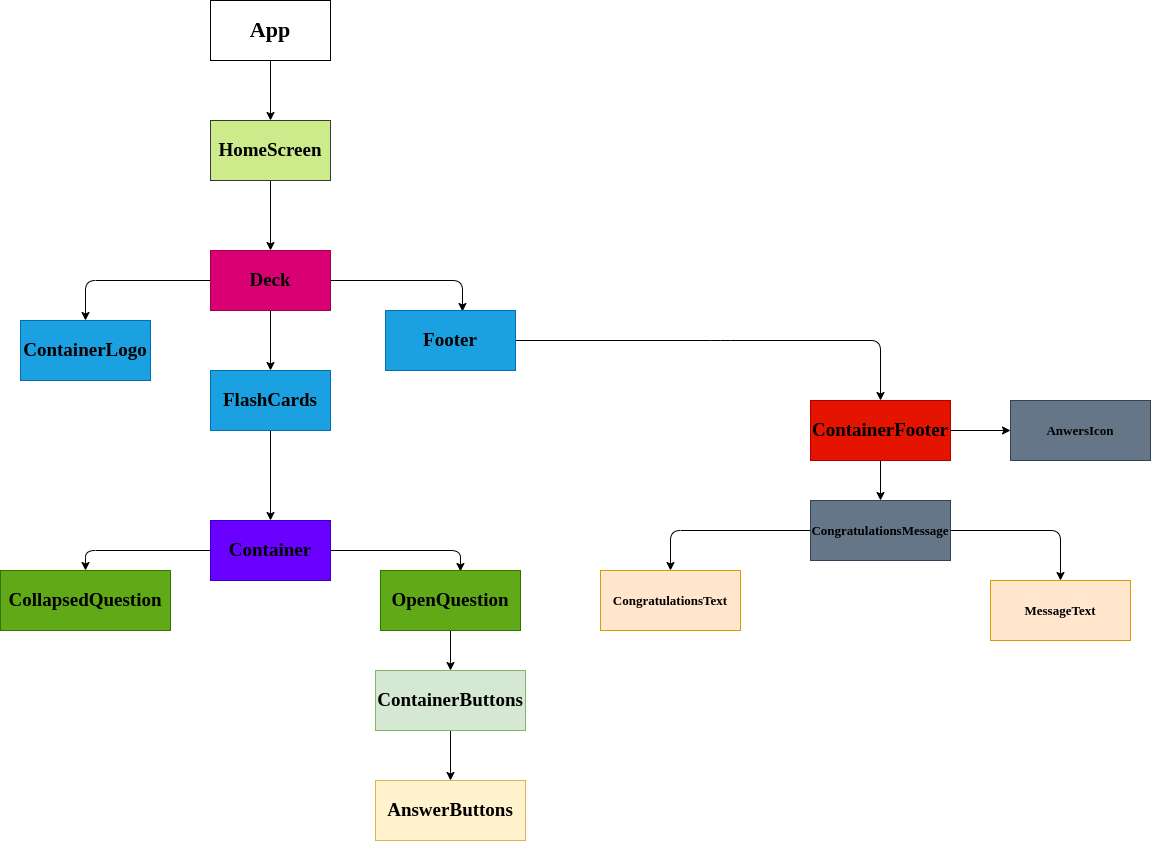 App
HomeScreen
Deck
ContainerLogo
Footer
FlashCards
ContainerFooter
AnwersIcon
Container
CongratulationsMessage
CollapsedQuestion
OpenQuestion
CongratulationsText
MessageText
ContainerButtons
AnswerButtons